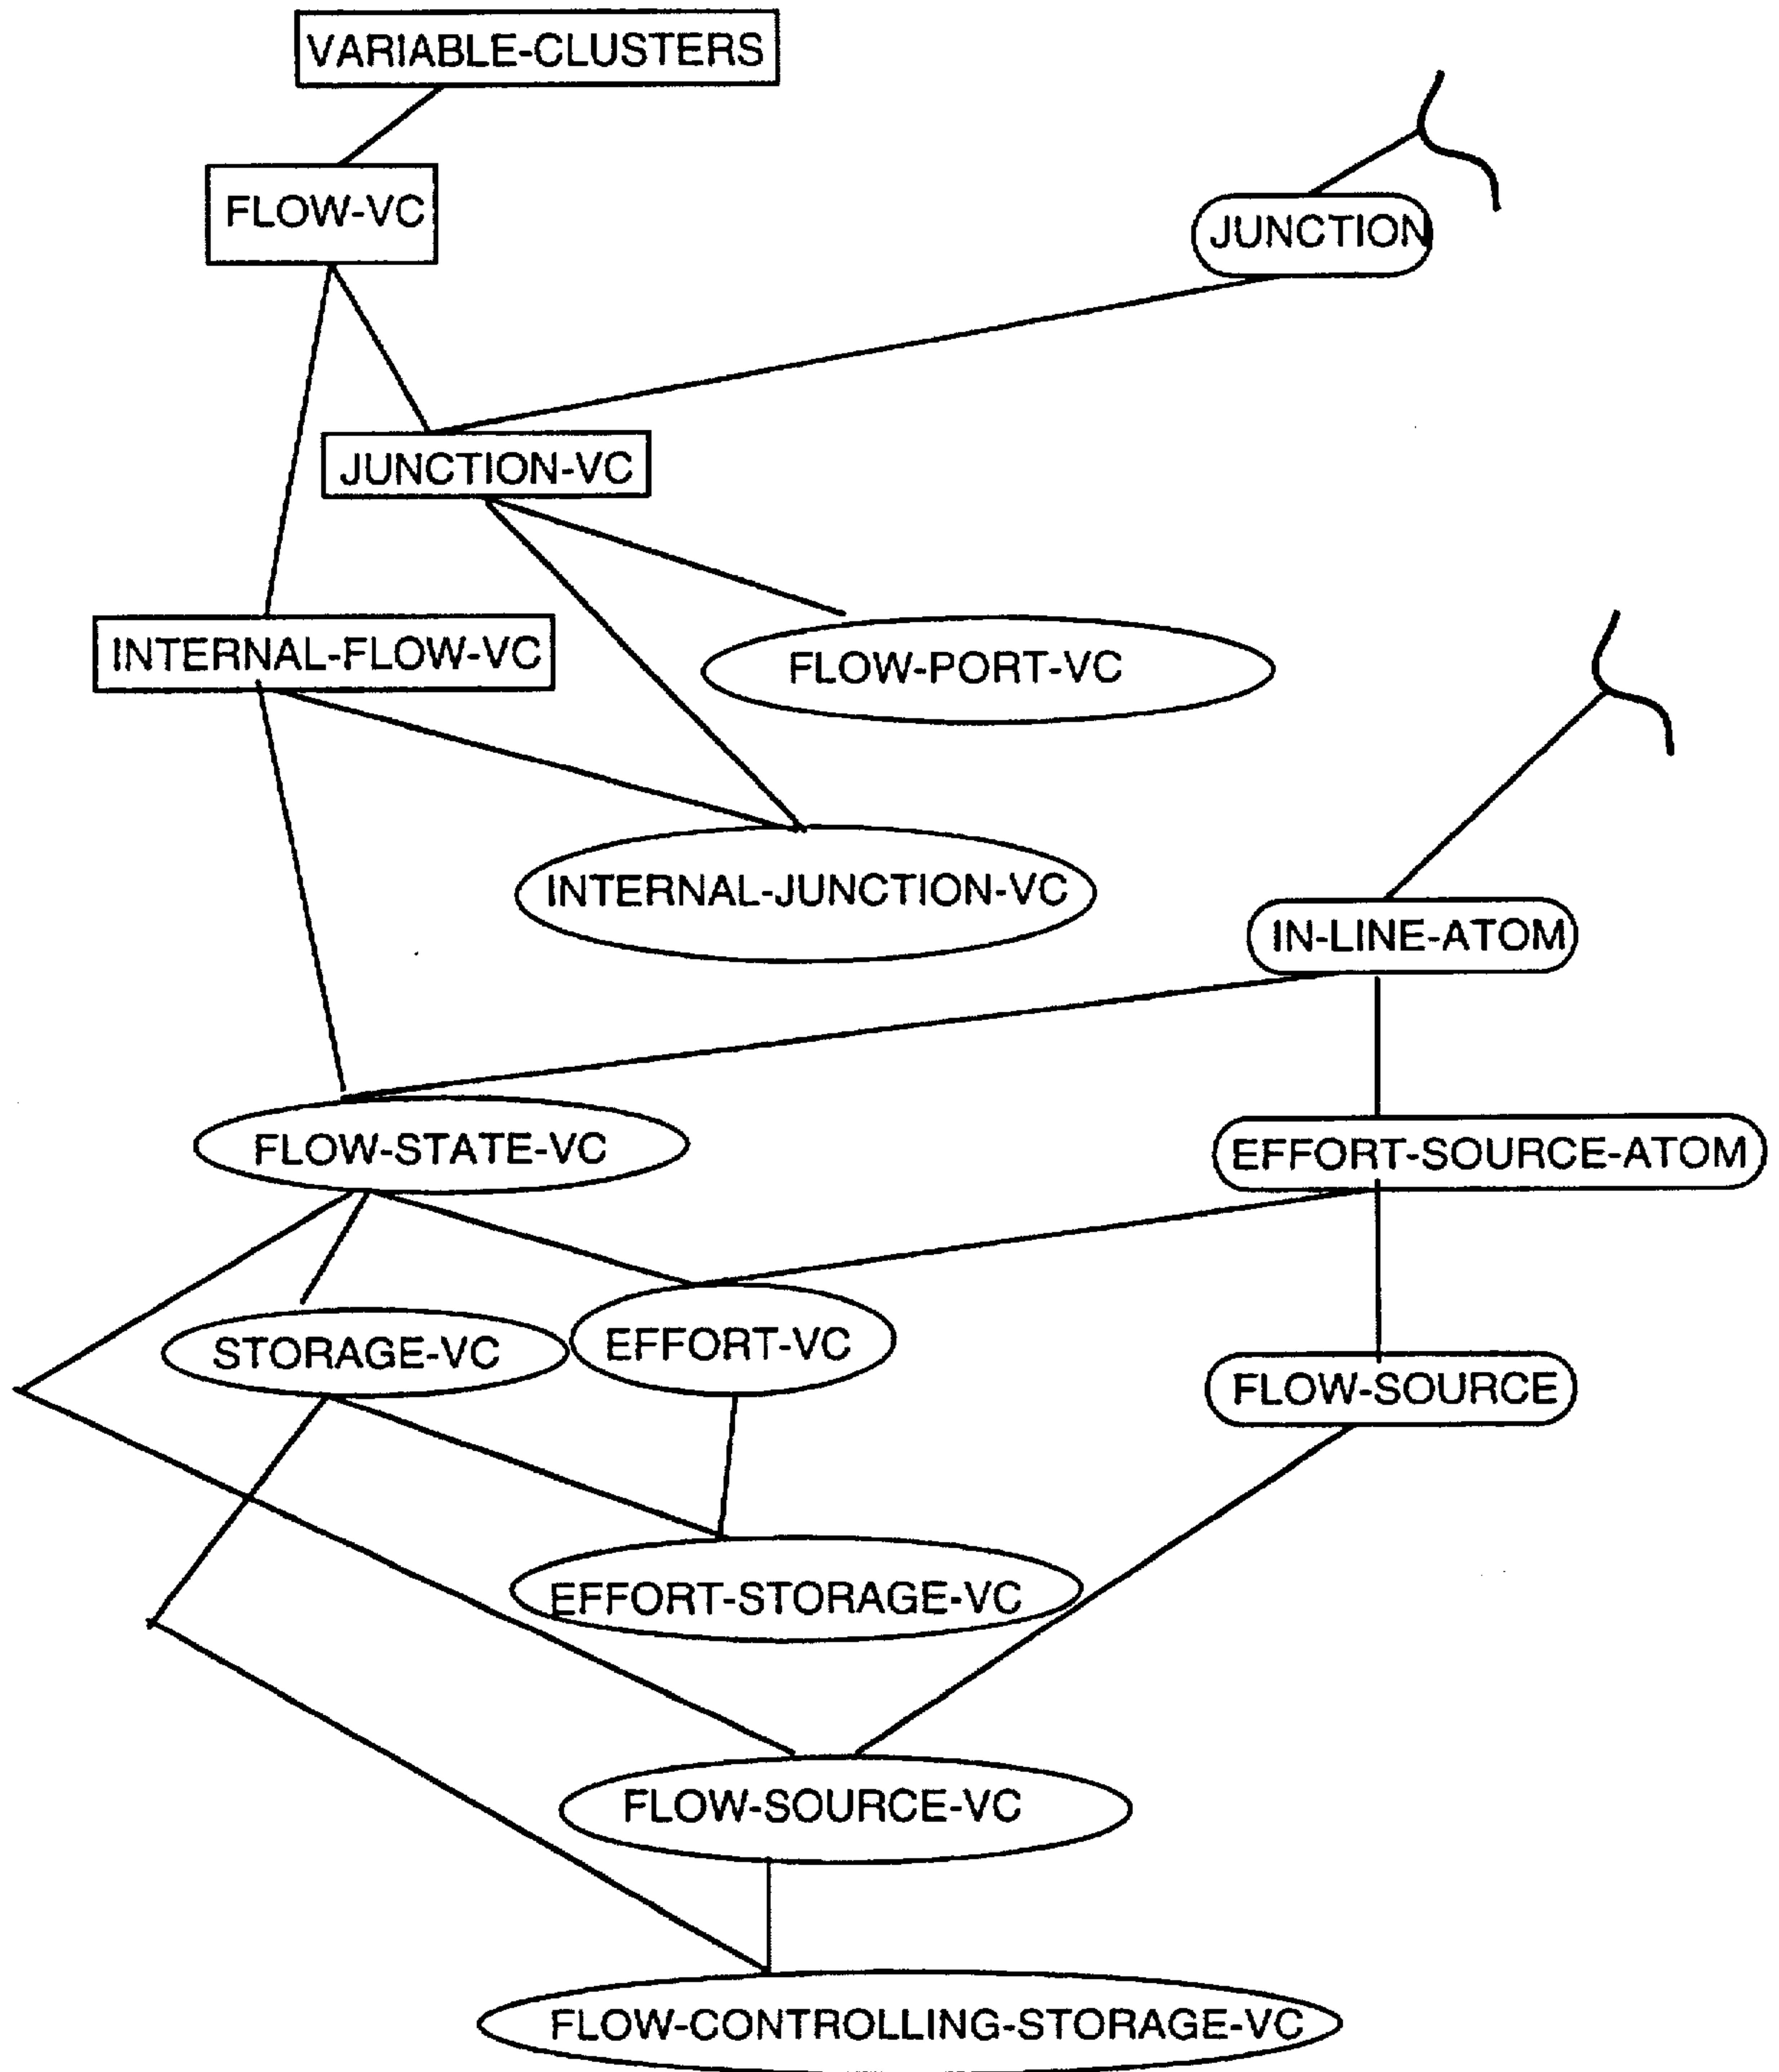 VARIABLE-CLUSTERS
FLOW-VC
JUNCTION
JUNCTION-VC
INTERNAL-FLOW-VC
FLOW-PORT-VC
INTERNAL-JUNCTION-VC
IN-LINE-ATOM
FLOW-STATE-VC
EFFORT-SOURCE-ATOM
STORAGE-VC
EFFORT-VC
FLOW-SOURCE
EFFORT-STORAGE-VC
FLOW-SOURCE-VC
FLOW-CONTROLLING-STORAGE-VC